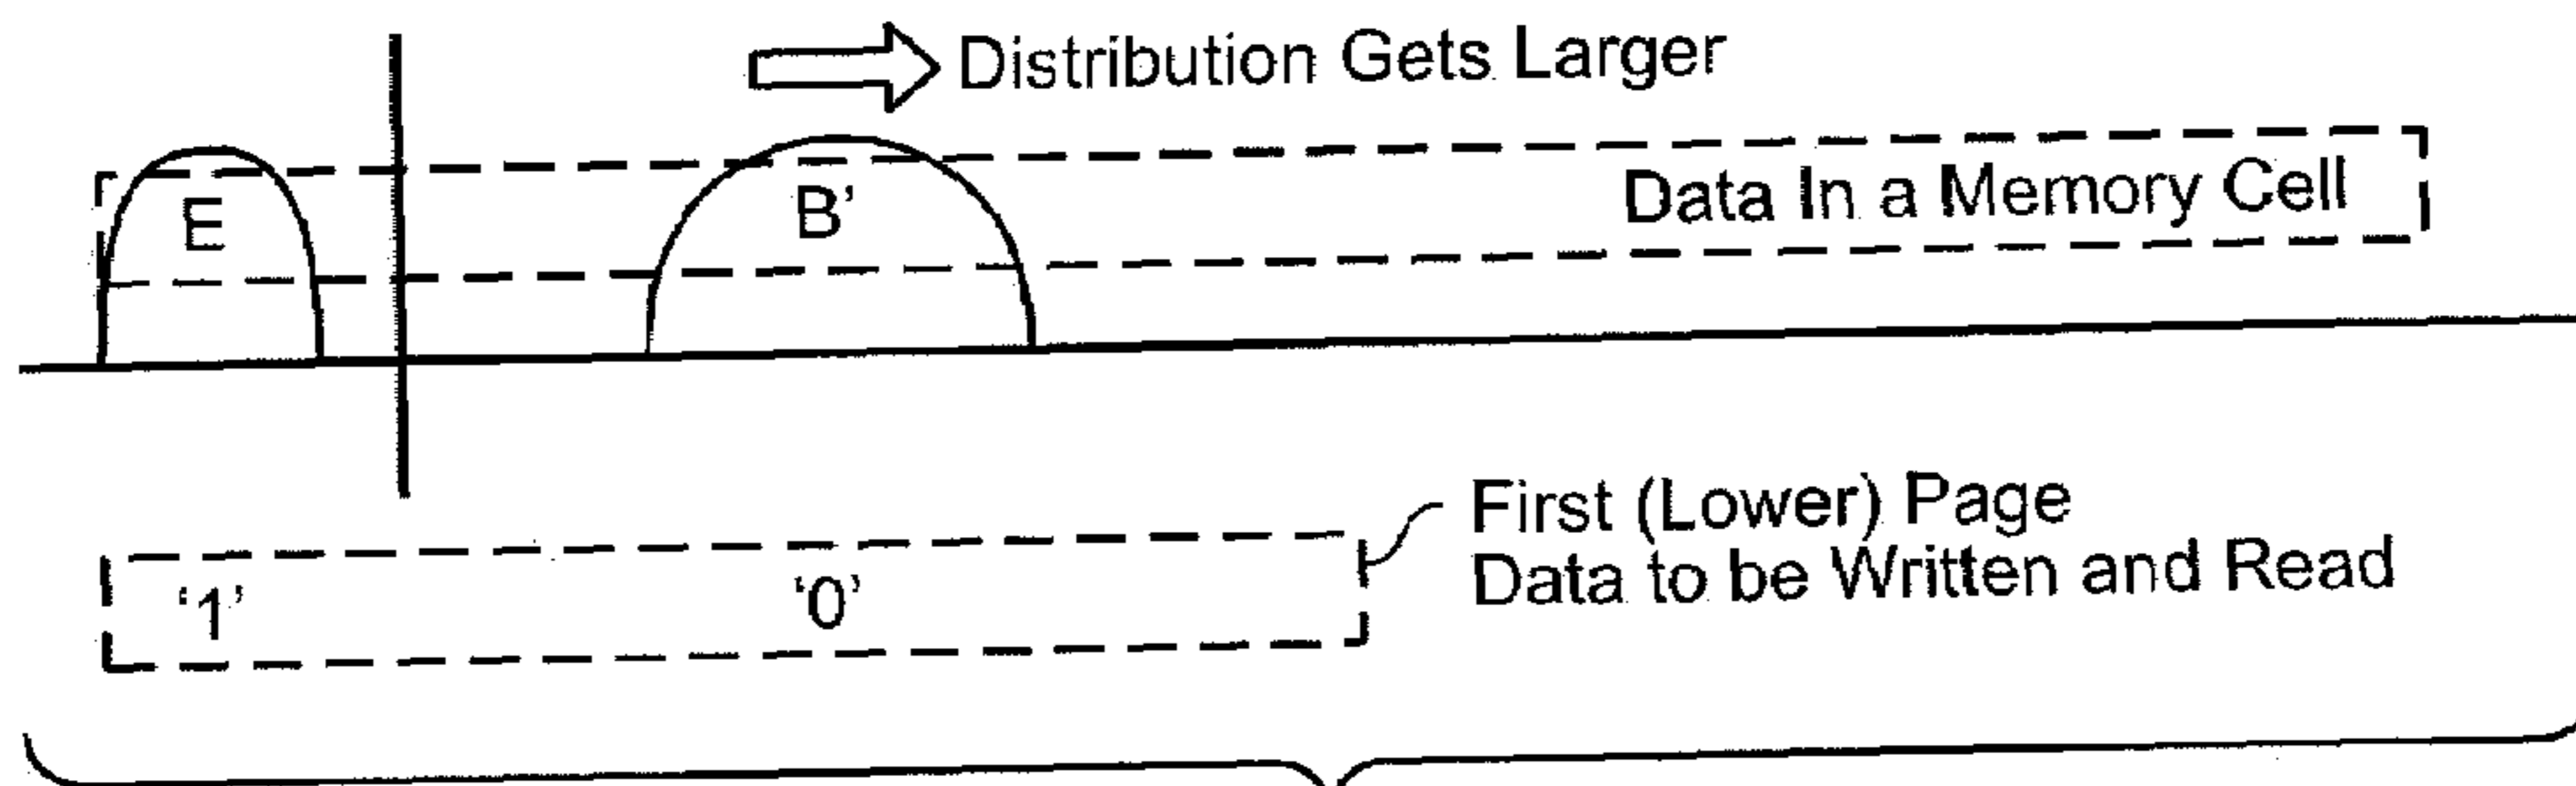 Distribution Gets Larger
E
B’
Data In a Memory Cell
First (Lower) Page
Data to be Written and Read
‘1’
‘0’